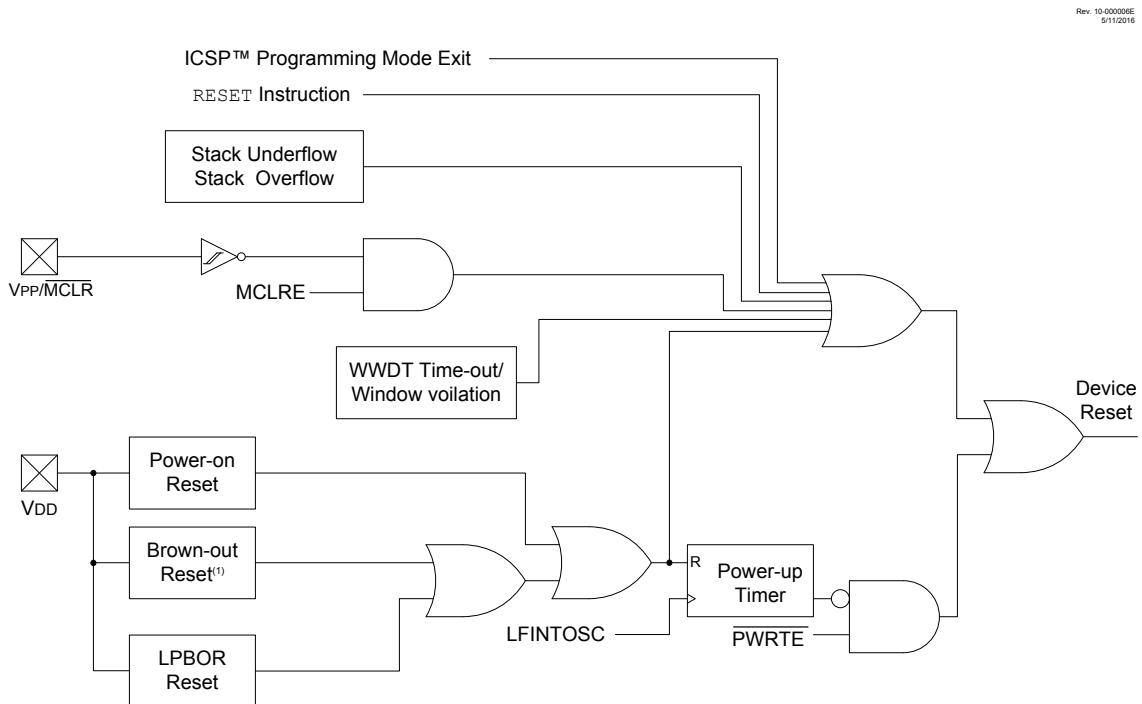 Rev. 10-000006E
5/11/2016
ICSP™ Programming Mode Exit
RESET Instruction
Stack Underflow
Stack Overflow
VPP/MCLR
MCLRE
WWDT Time-out/
Window voilation
Device
Reset
VDD
Power-on
Reset
Brown-out
Reset(1)
LPBOR
Reset
R
Power-up
Timer
LFINTOSC
PWRTE